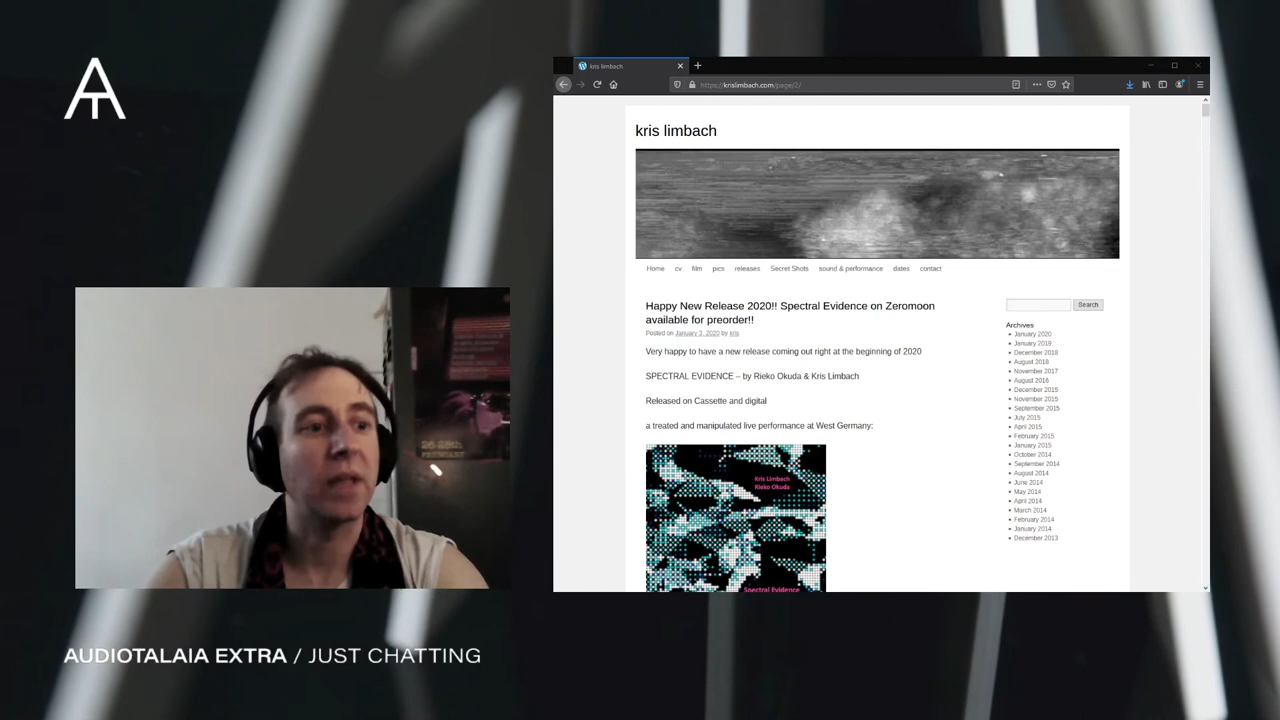 AT
kris limbach
https://krislimbach.com/page/2/
kris limbach
Home cv film pics releases Secret Shots sound & performance dates contact
Happy New Release 2020!! Spectral Evidence on Zeromoon
available for preorder!!
Posted on January 3, 2020 by kris
Very happy to have a new release coming out right at the beginning of 2020
SPECTRAL EVIDENCE – by Rieko Okuda & Kris Limbach
Released on Cassette and digital
a treated and manipulated live performance at West Germany:
Kris Limbach
Rieko Okuda
Spectral Evidence
Search
Archives
January 2020
January 2019
December 2018
August 2018
November 2017
August 2016
December 2015
November 2015
September 2015
July 2015
April 2015
February 2015
January 2015
October 2014
September 2014
August 2014
June 2014
May 2014
April 2014
March 2014
February 2014
January 2014
December 2013
26-28th
FEBRUARY
AUDIOTALAIA EXTRA / JUST CHATTING